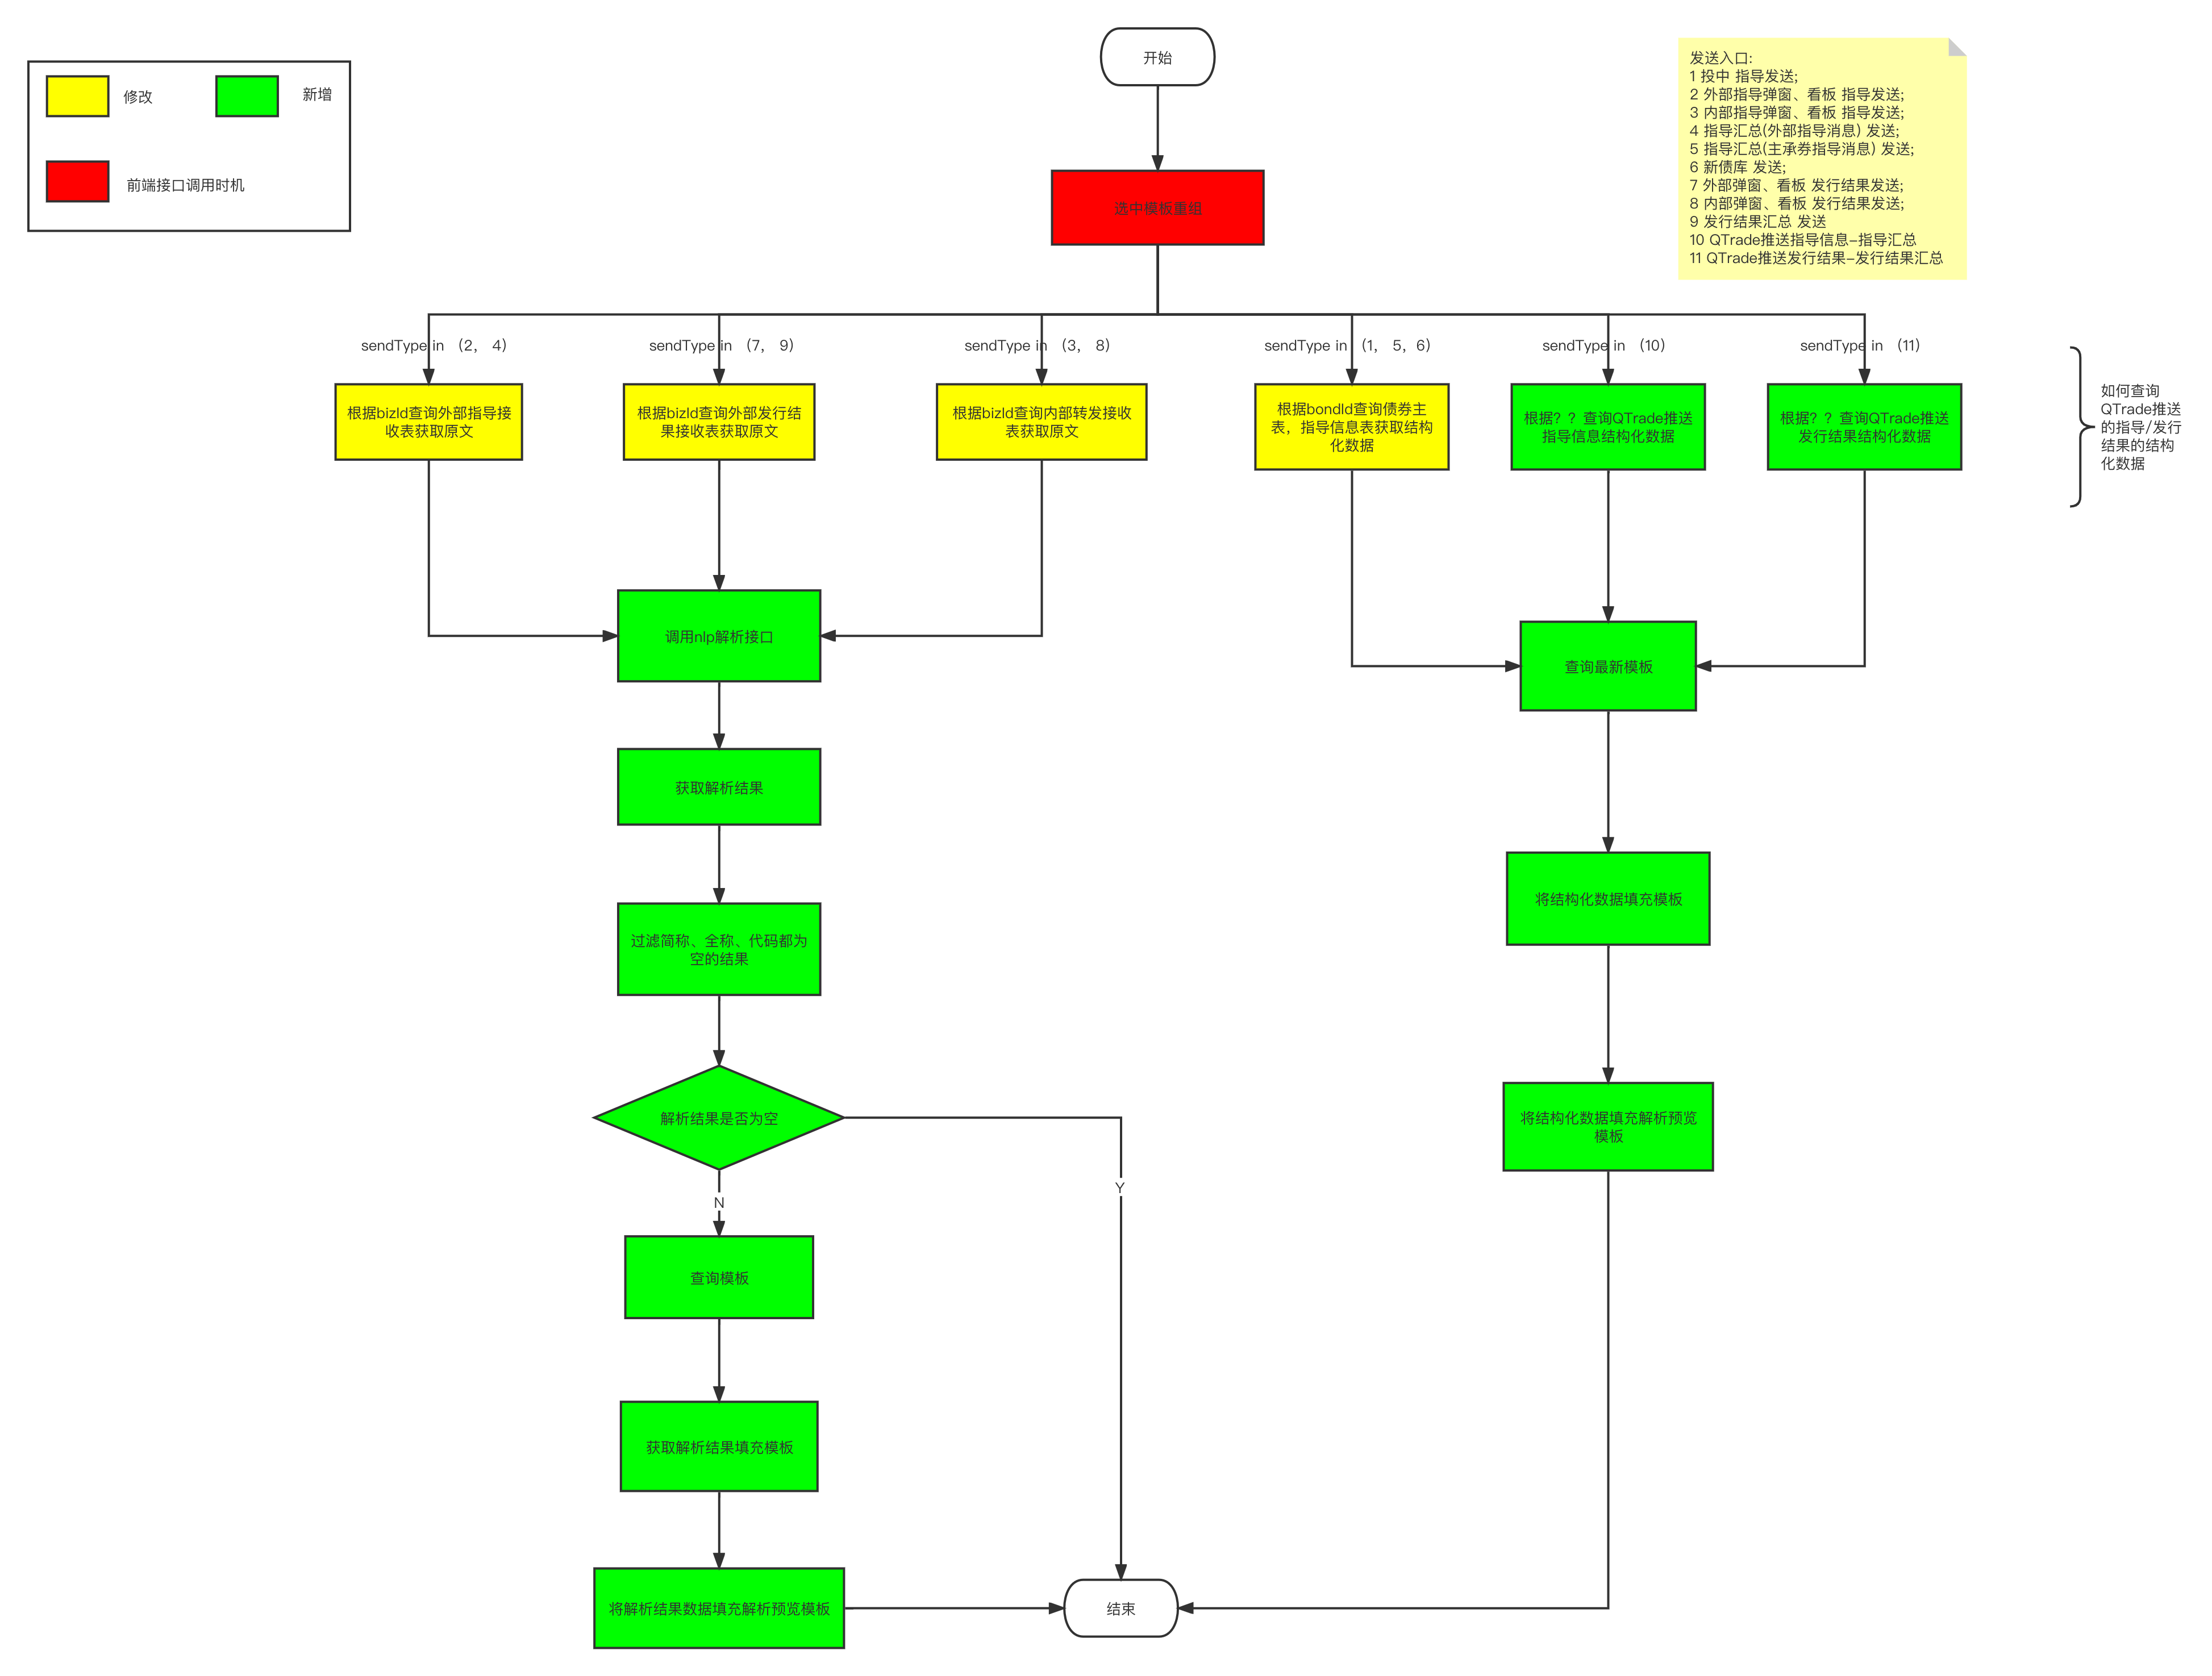 开始
修改
新增
前端接口调用时机
发送入口:
1 投中 指导发送;
2 外部指导弹窗、看板 指导发送;
3 内部指导弹窗、看板 指导发送;
4 指导汇总(外部指导消息) 发送;
5 指导汇总(主承券指导消息) 发送;
6 新债库 发送;
7 外部弹窗、看板 发行结果发送;
8 内部弹窗、看板 发行结果发送;
9 发行结果汇总 发送
10 QTrade推送指导信息-指导汇总
11 QTrade推送发行结果-发行结果汇总
选中模板重组
sendType in （2， 4）
sendType in （7， 9）
sendType in （3， 8）
sendType in （1， 5，6）
sendType in （10）
sendType in （11）
根据bizId查询外部指导接
收表获取原文
根据bizId查询外部发行结
果接收表获取原文
根据bizId查询内部转发接收
表获取原文
根据bondId查询债券主
表，指导信息表获取结构
化数据
根据？？查询QTrade推送
指导信息结构化数据
根据？？查询QTrade推送
发行结果结构化数据
如何查询
QTrade推送
的指导/发行
结果的结构
化数据
调用nlp解析接口
查询最新模板
获取解析结果
将结构化数据填充模板
过滤简称、全称、代码都为
空的结果
解析结果是否为空
将结构化数据填充解析预览
模板
Y
N
查询模板
获取解析结果填充模板
将解析结果数据填充解析预览模板
结束